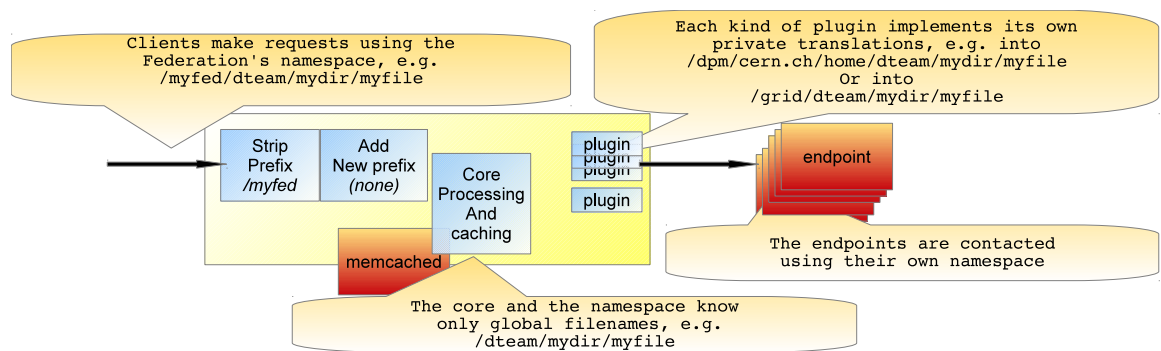 Clients make requests using the
Federation's namespace, e.g.
/myfed/dteam/mydir/myfile
Each kind of plugin implements its own
private translations, e.g. into
/dpm/cern.ch/home/dteam/mydir/myfile
Or into
/grid/dteam/mydir/myfile
Strip
Prefix
/myfed
Add
New prefix
(none)
Core
Processing
And
caching
plugin
plugin
plugin
plugin
endpoint
memcached
The endpoints are contacted
using their own namespace
The core and the namespace know
only global filenames, e.g.
/dteam/mydir/myfile